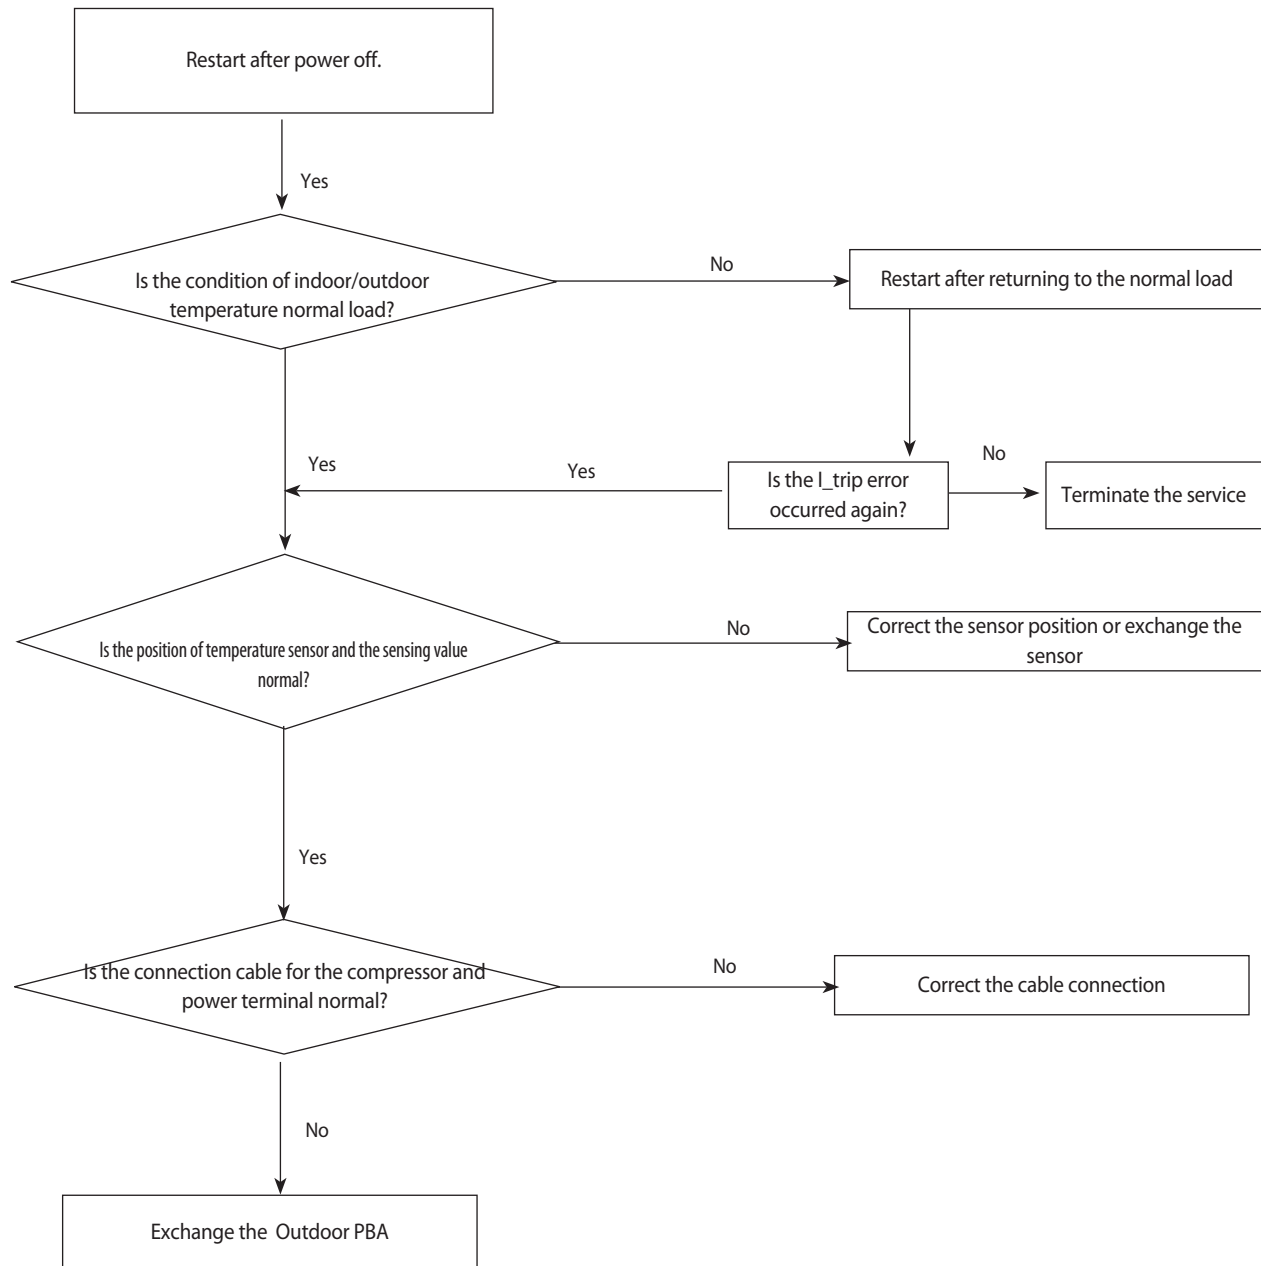 Restart after power off.
Yes
Is the condition of indoor/outdoor
temperature normal load?
No
Restart after returning to the normal load
Yes
Yes
Is the I_trip error
occurred again?
No
Terminate the service
Is the position of temperature sensor and the sensing value
normal?
No
Correct the sensor position or exchange the
sensor
Yes
Is the connection cable for the compressor and
power terminal normal?
No
Correct the cable connection
No
Exchange the Outdoor PBA